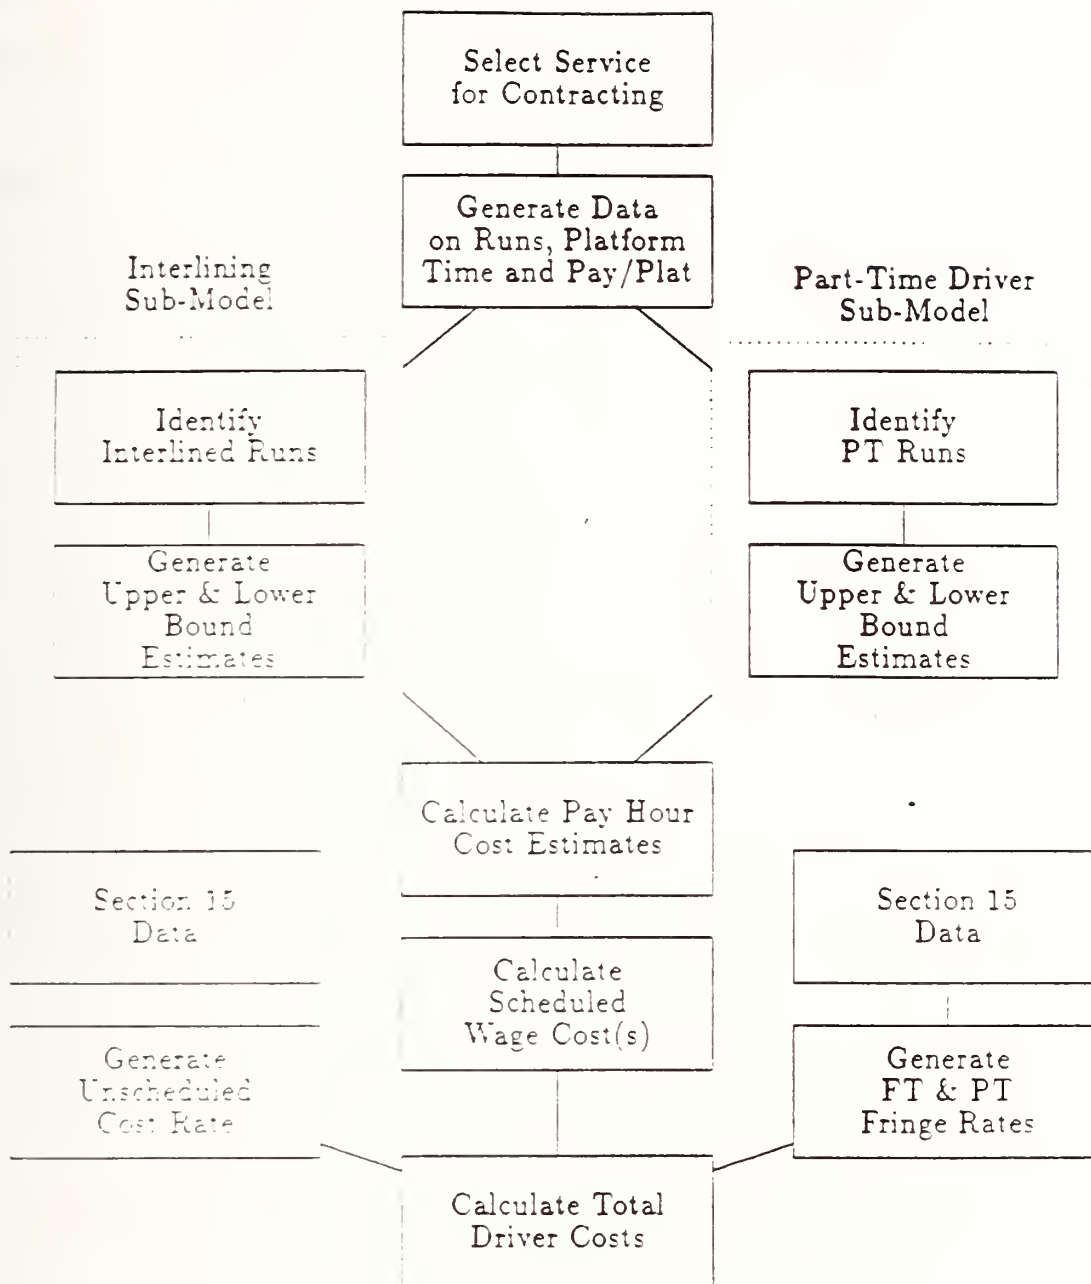 Select Service
for Contracting
Generate Data
on Runs, Platform
Time and Pay/Plat
Interlining
Sub-Model
Part-Time Driver
Sub-Model
Identify
Interlined Runs
Identify
PT Runs
Generate
Upper & Lower
Bound
Estimates
Generate
Upper & Lower
Bound
Estimates
Calculate Pay Hour
Cost Estimates
Section 15
Data
Section 15
Data
Calculate
Scheduled
Wage Cost(s)
Generate
Unscheduled
Cost Rate
Generate
FT & PT
Fringe Rates
Calculate Total
Driver Costs